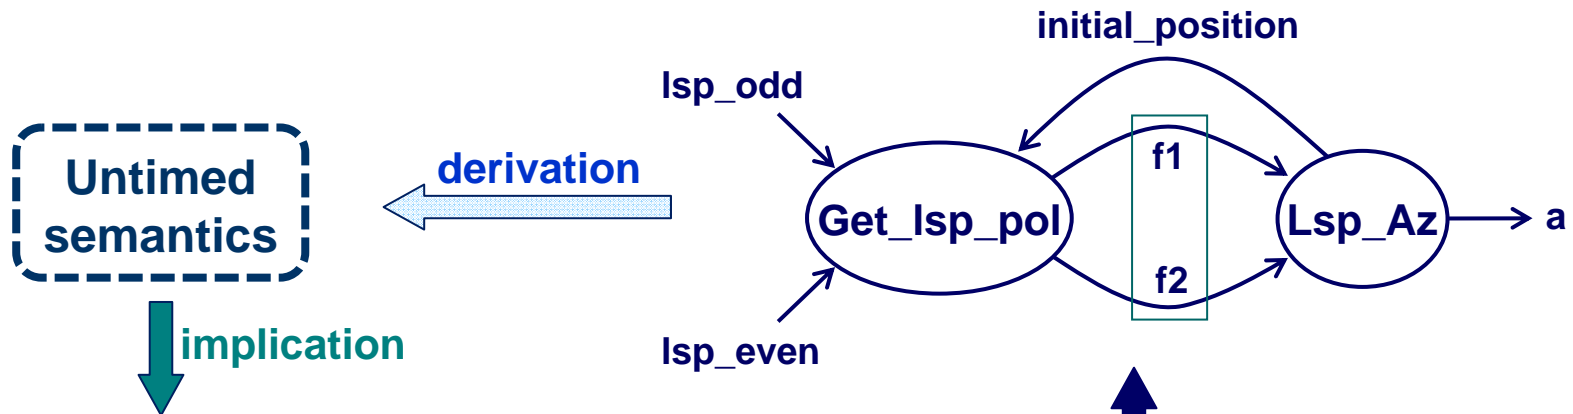 initial_position
lsp_odd
Untimed
semantics
derivation
f1
Get_lsp_pol
Lsp_Az
a
f2
implication
lsp_even